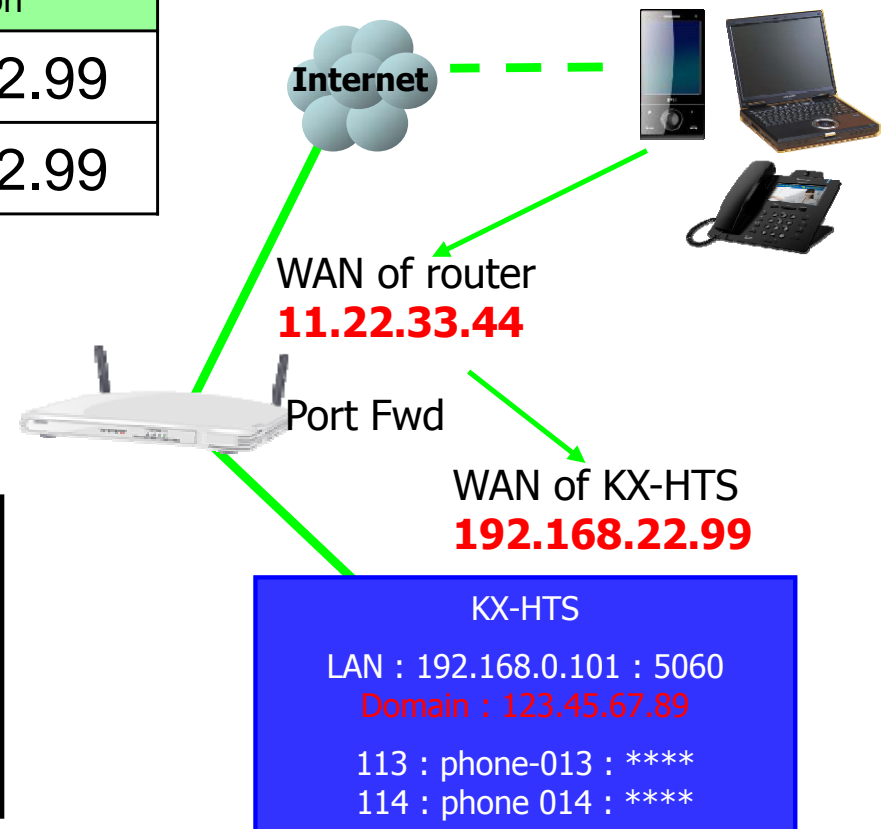 2.99
2.99
Internet
WAN of router
11.22.33.44
Port Fwd
WAN of KX-HTS
192.168.22.99
KX-HTS
LAN : 192.168.0.101 : 5060
Domain : 123.45.67.89
113 : phone-013 : ****
114 : phone 014 : ****